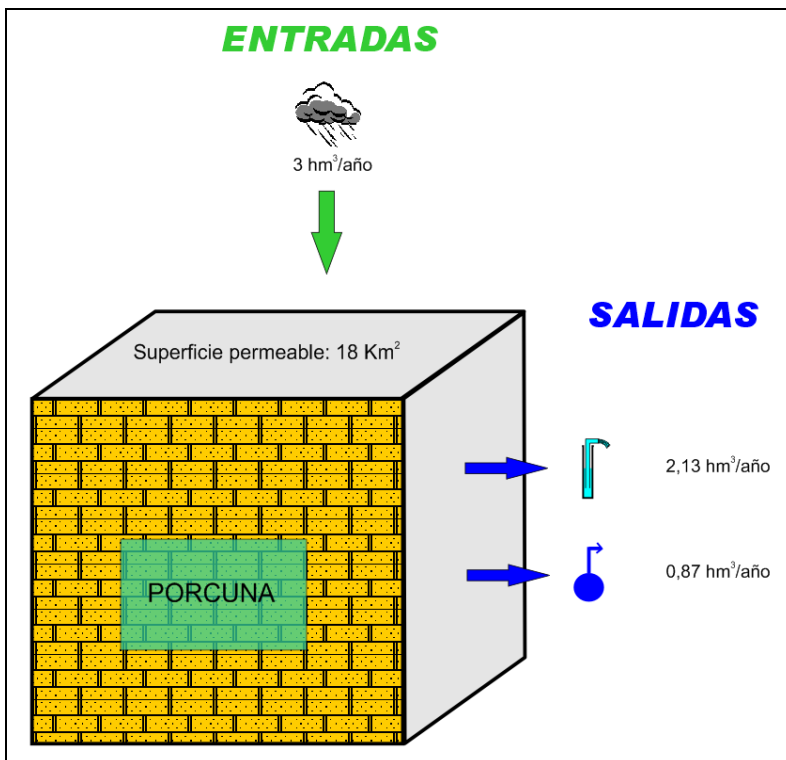 ENTRADAS
3 hm³/año
SALIDAS
Superficie permeable: 18 Km²
2,13 hm³/año
0,87 hm³/año
PORCUNA